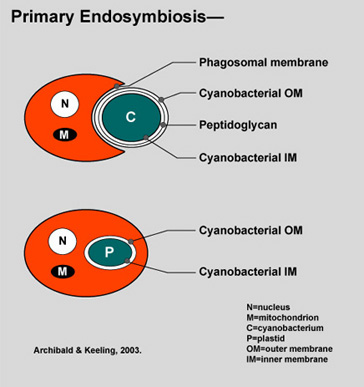 Primary Endosymbiosis—
Phagosomal membrane
Cyanobacterial OM
Peptidoglycan
Cyanobacterial IM
N
M
C
Cyanobacterial OM
Cyanobacterial IM
N
M
P
N=nucleus
M=mitochondrion
C=cyanobacterium
P=plastid
OM=outer membrane
IM=inner membrane
Archibald & Keeling, 2003.